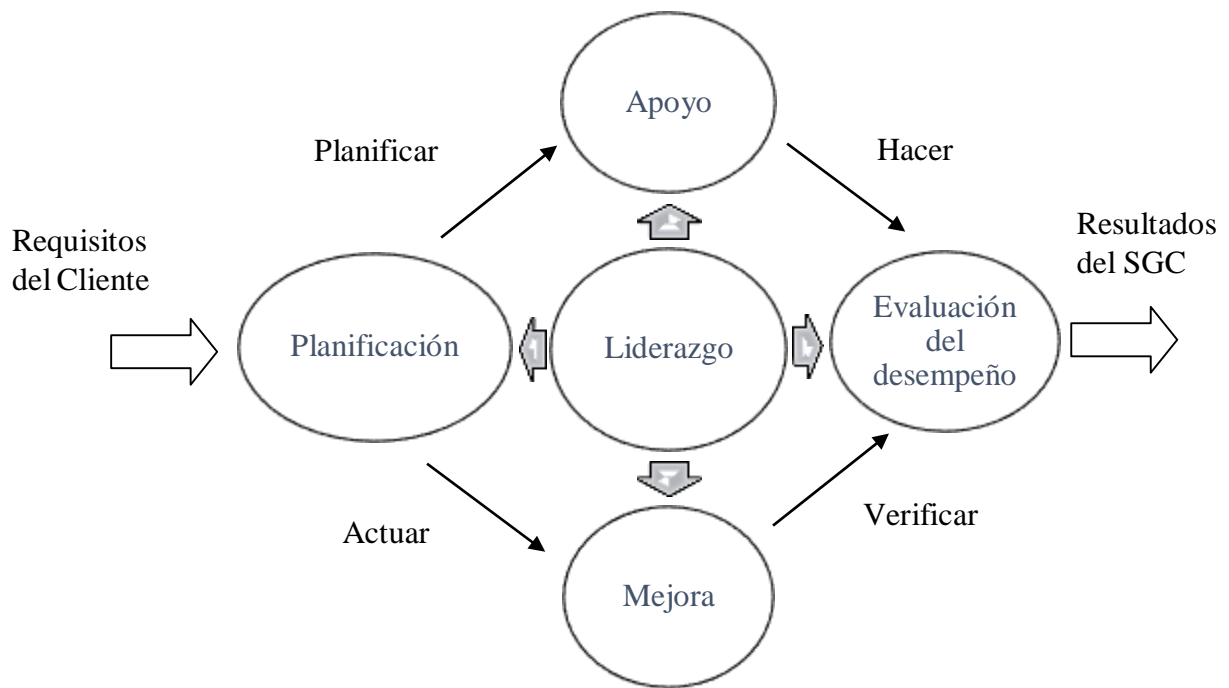 Apoyo
Planificar
Hacer
Requisitos
del Cliente
Resultados
del SGC
Planificación
Liderazgo
Evaluación
del
desempeño
Actuar
Verificar
Mejora